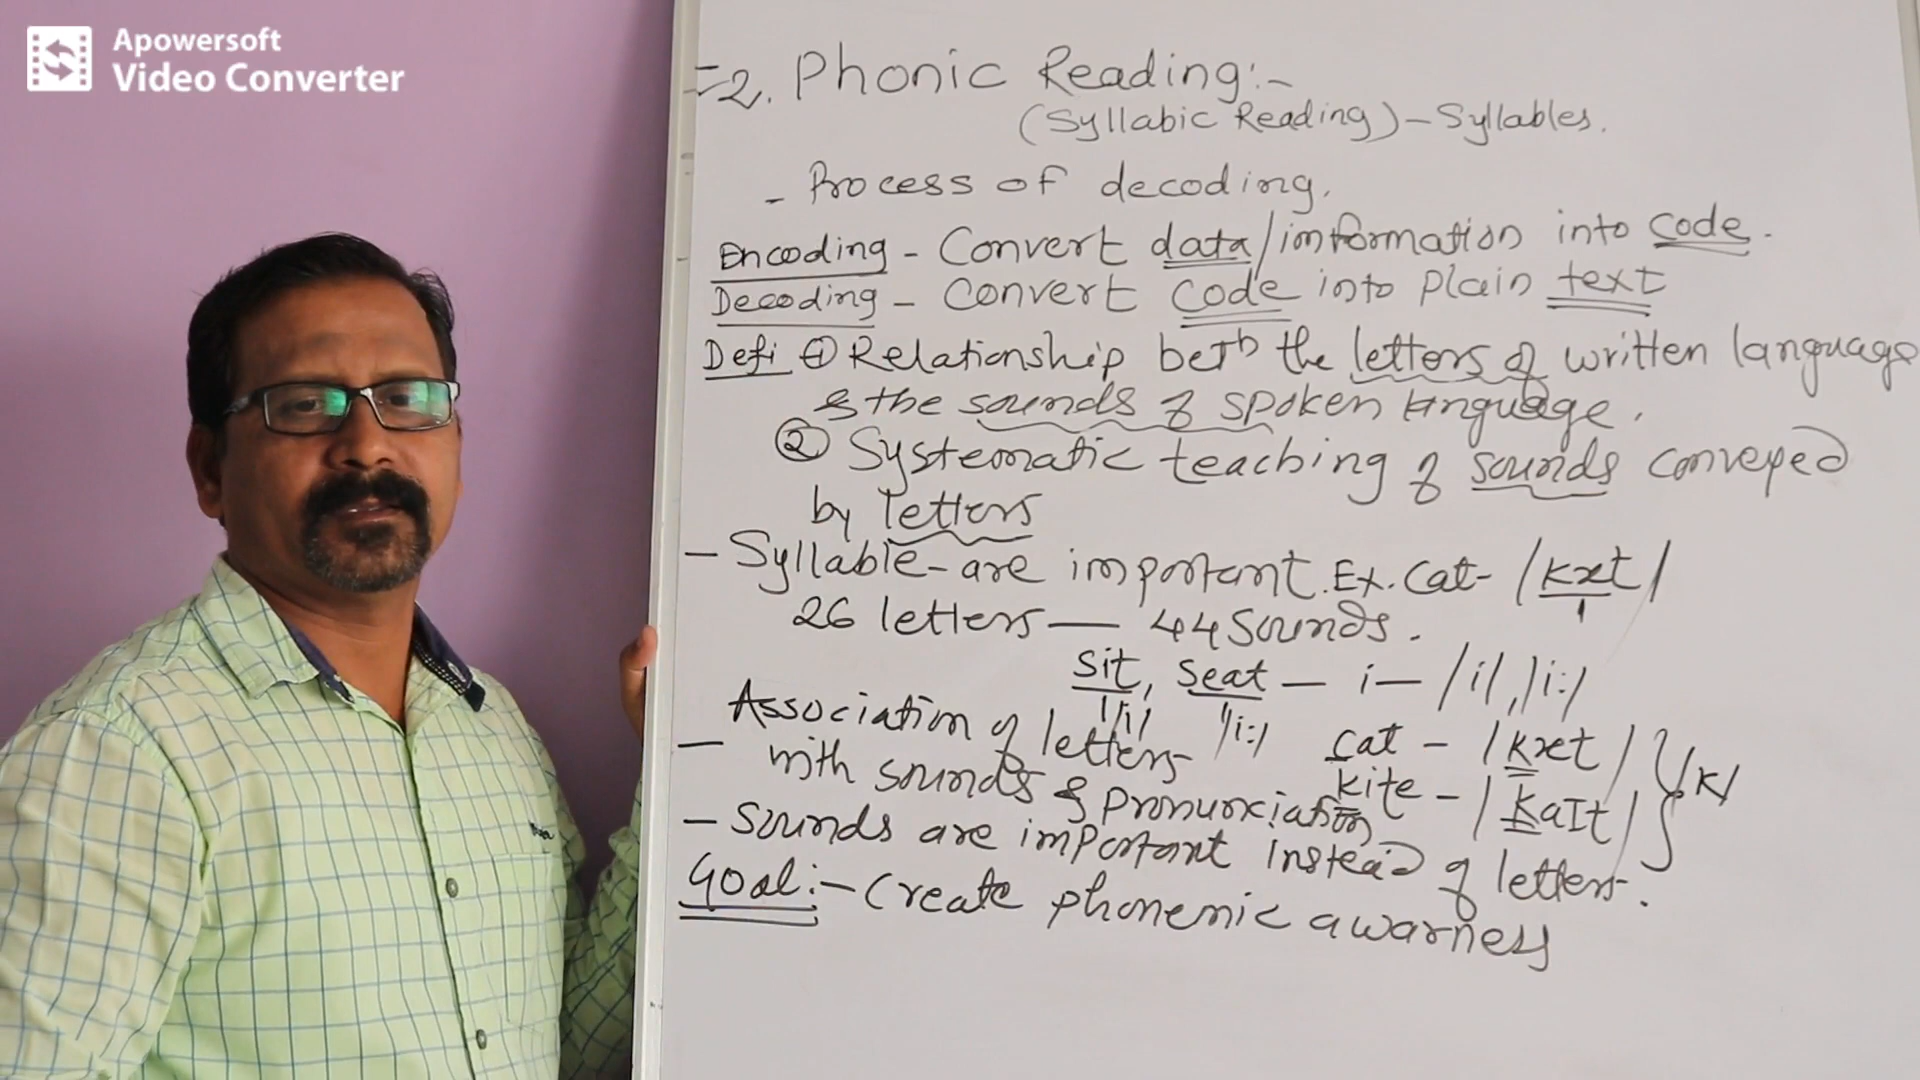 Apowersoft
Video Converter
2. Phonic Reading:-
(Syllabic Reading) - Syllables.
- Process of decoding.
Encoding - Convert data/information into code.
Decoding - Convert code into plain text
Defi ① Relationship betn the letters of written language
& the sounds of spoken language.
② Systematic teaching of sounds conveyed
by letters
- Syllable - are important. Ex. Cat - /kæt/
26 letters — 44 Sounds.
Sit, Seat — i — /i/, /i:/
/i/ /i:/
- Association of letters
with sounds & pronunciation
cat - /kæt/
kite - /kaIt/ } /k/
- Sounds are important instead of letters.
Goal:- Create phonemic awarness